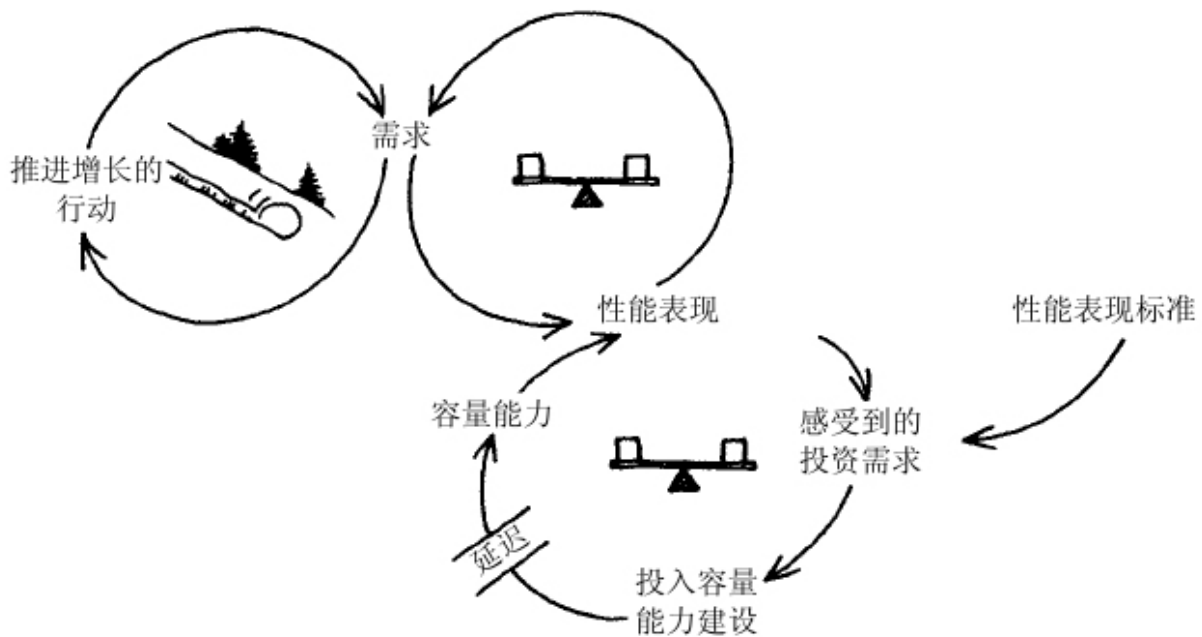 需求
推进增长的
行动
性能表现
性能表现标准
容量能力
感受到的
投资需求
延迟
投入容量
能力建设